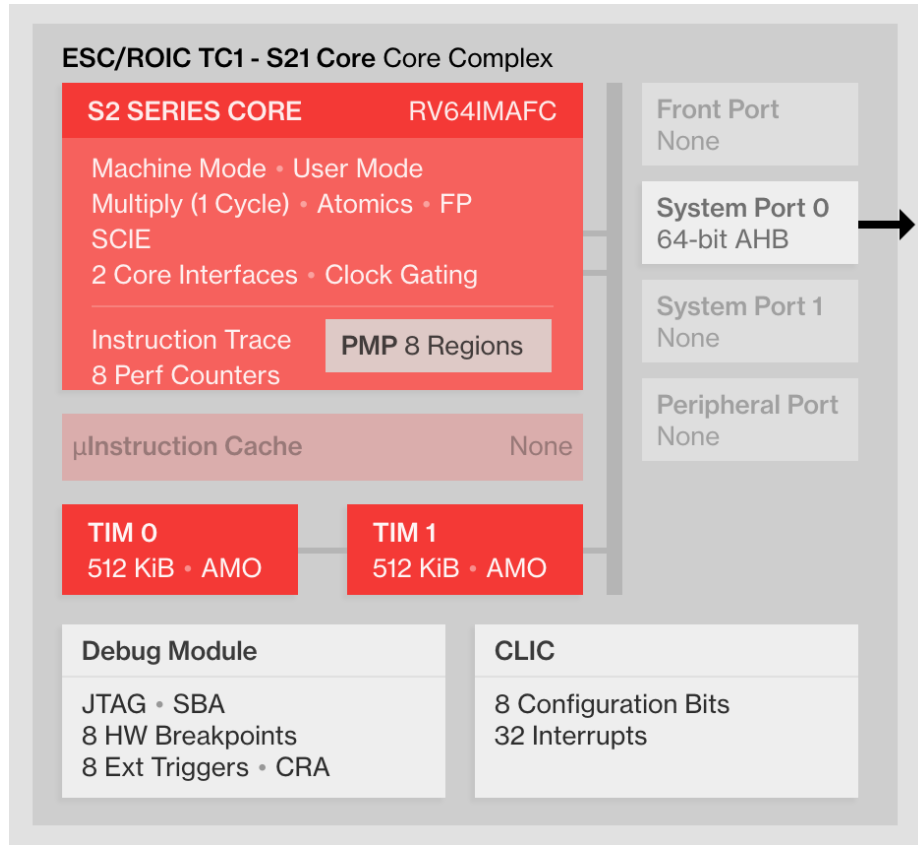 ESC/ROIC TC1 - S21 Core Core Complex
S2 SERIES CORE RV64IMAFC
Machine Mode • User Mode
Multiply (1 Cycle) • Atomics • FP
SCIE
2 Core Interfaces • Clock Gating
Instruction Trace
8 Perf Counters
PMP 8 Regions
µInstruction Cache None
TIM 0
512 KiB • AMO
TIM 1
512 KiB • AMO
Front Port
None
System Port 0
64-bit AHB
System Port 1
None
Peripheral Port
None
Debug Module
JTAG • SBA
8 HW Breakpoints
8 Ext Triggers • CRA
CLIC
8 Configuration Bits
32 Interrupts